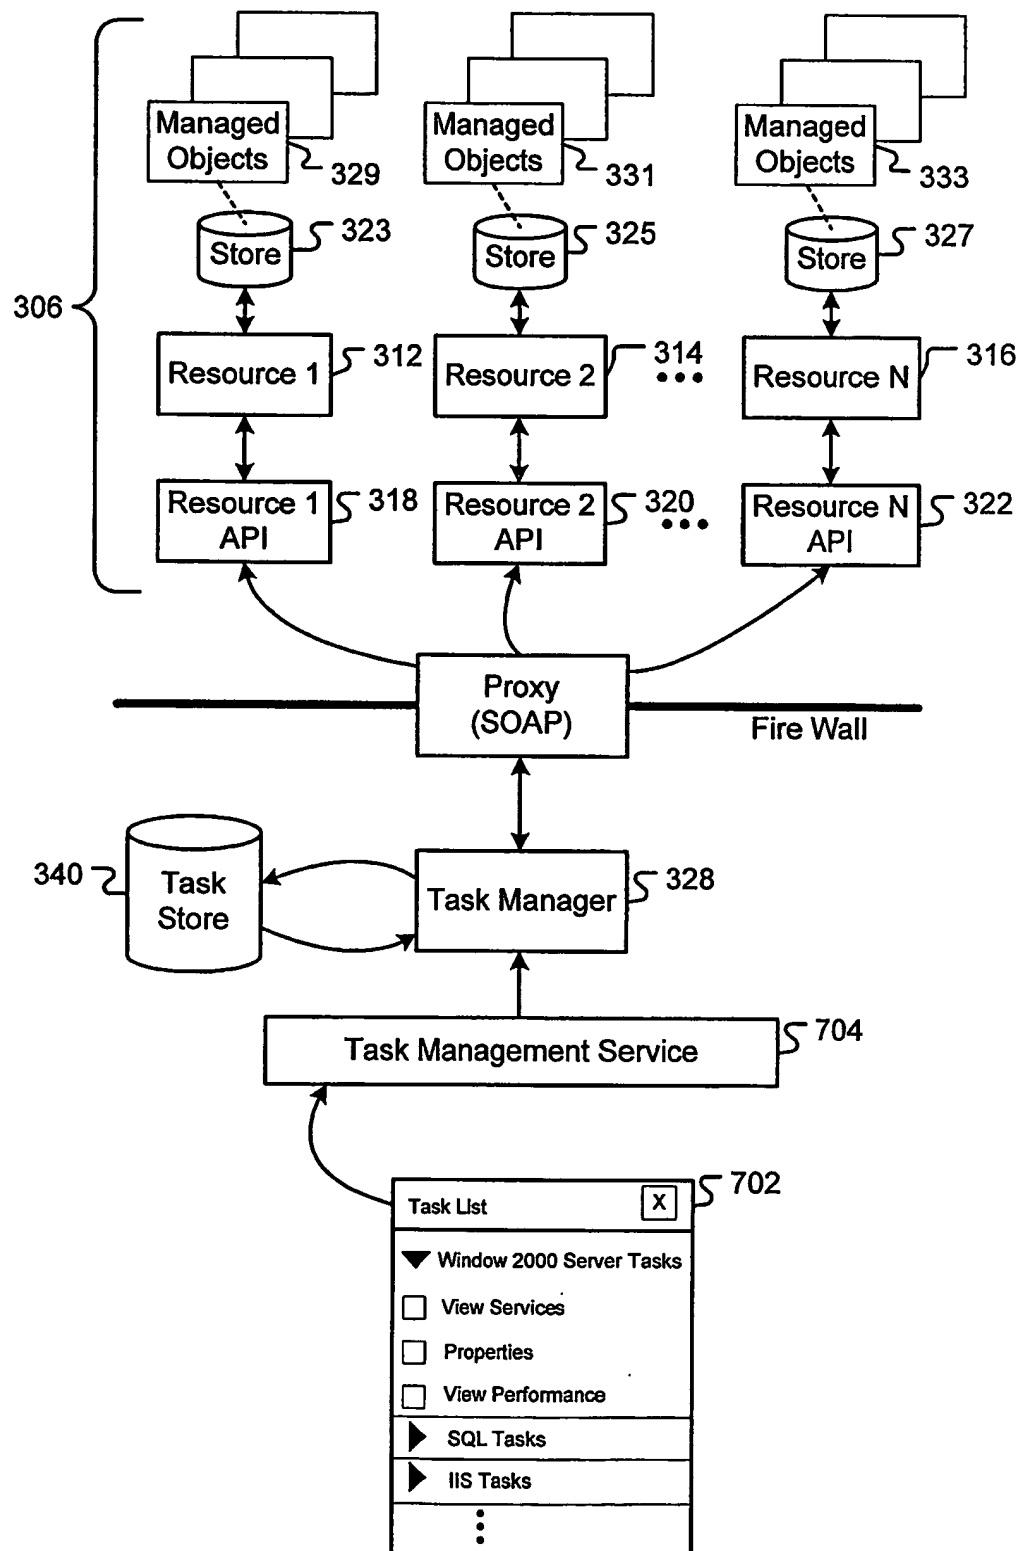 Managed
Objects
329
Managed
Objects
331
Managed
Objects
333
Store
323
Store
325
Store
327
306
Resource 1
312
Resource 2
314
Resource N
316
Resource 1
API
318
Resource 2
API
320
Resource N
API
322
Proxy
(SOAP)
Fire Wall
340
Task
Store
Task Manager
328
Task Management Service
704
Task List
X
702
Window 2000 Server Tasks
View Services
Properties
View Performance
SQL Tasks
IIS Tasks